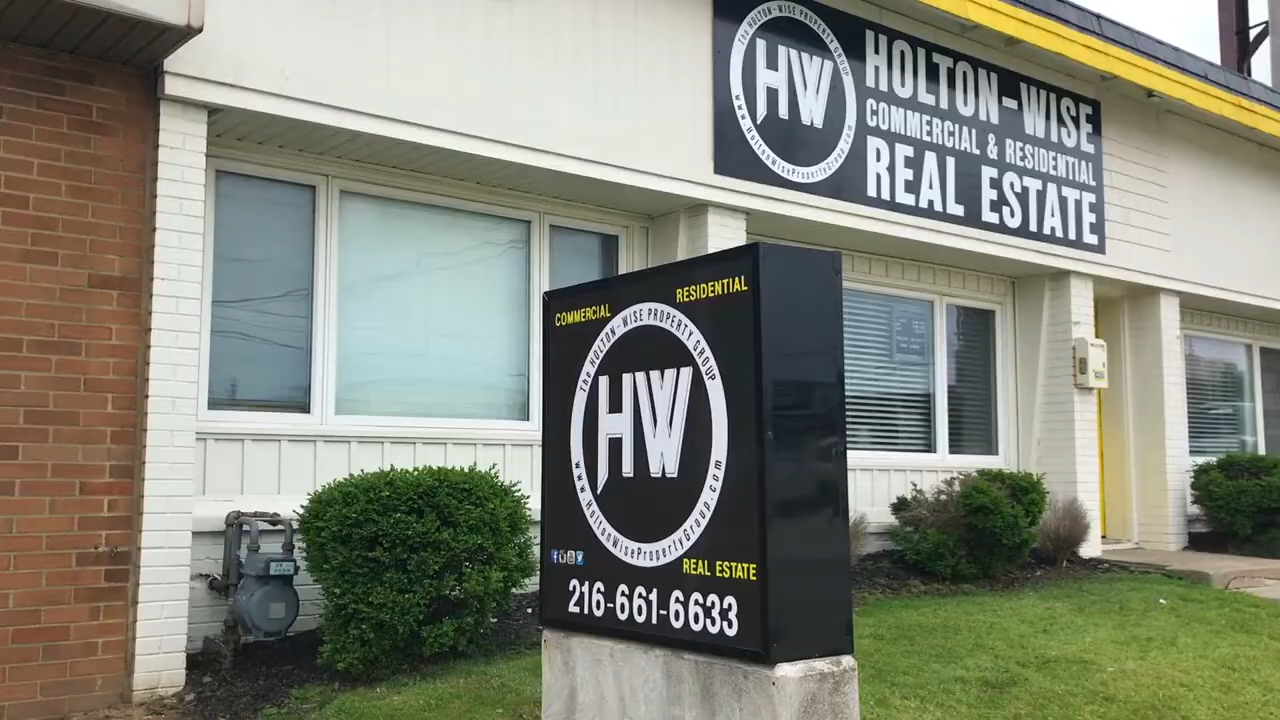 The HOLTON-WISE PROPERTY GROUP
HW
www.HoltonWisePropertyGroup.com
HOLTON-WISE
COMMERCIAL & RESIDENTIAL
REAL ESTATE
COMMERCIAL
RESIDENTIAL
The HOLTON-WISE PROPERTY GROUP
HW
www.HoltonWisePropertyGroup.com
REAL ESTATE
216-661-6633